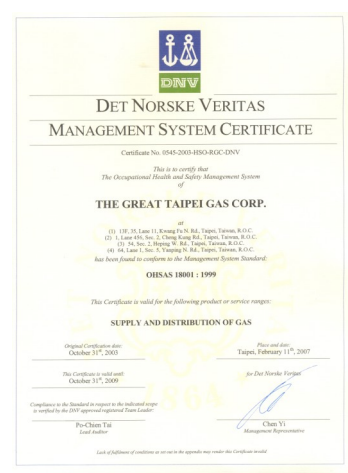 DNV
DET NORSKE VERITAS
MANAGEMENT SYSTEM CERTIFICATE
Certificate No. 0545-2003-HSO-RGC-DNV
This is to certify that
The Occupational Health and Safety Management System
of
THE GREAT TAIPEI GAS CORP.
at
(1) 13F, 35, Lane 11, Kwang Fu N. Rd., Taipei, Taiwan, R.O.C.
(2) 1, Lane 456, Sec. 2, Cheng Kung Rd., Taipei, Taiwan, R.O.C.
(3) 54, Sec. 2, Heping W. Rd., Taipei, Taiwan, R.O.C.
(4) 64, Lane 1, Sec. 5, Yanping N. Rd., Taipei, Taiwan, R.O.C.
has been found to conform to the Management System Standard:
OHSAS 18001 : 1999
This Certificate is valid for the following product or service ranges:
SUPPLY AND DISTRIBUTION OF GAS
Original Certification date:
October 31st, 2003
Place and date:
Taipei, February 11th, 2007
This Certificate is valid until:
October 31st, 2009
for Det Norske Veritas
Compliance to the Standard in respect to the indicated scope
is verified by the DNV approved registered Team Leader:
Po-Chien Tai
Lead Auditor
Chen Yi
Management Representative
Lack of fulfilment of conditions as set out in the appendix may render this Certificate invalid